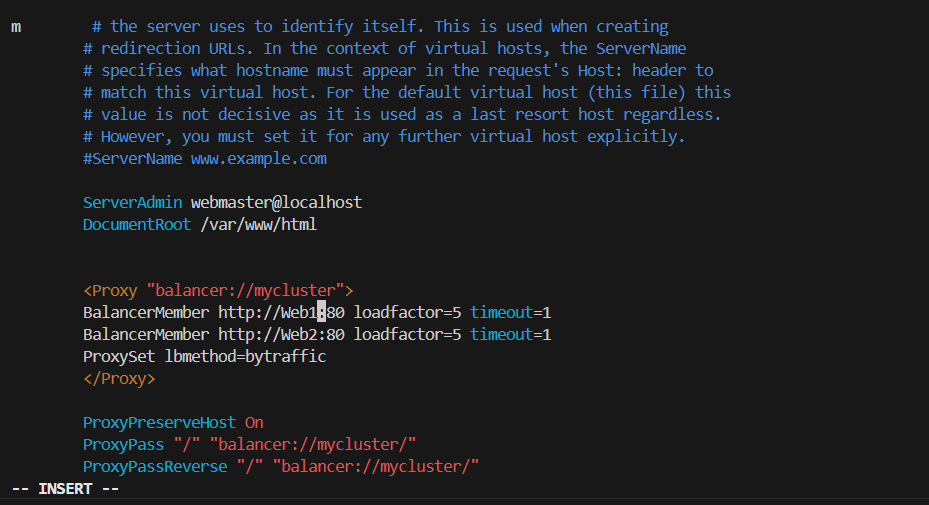 m        # the server uses to identify itself. This is used when creating
# redirection URLs. In the context of virtual hosts, the ServerName
# specifies what hostname must appear in the request's Host: header to
# match this virtual host. For the default virtual host (this file) this
# value is not decisive as it is used as a last resort host regardless.
# However, you must set it for any further virtual host explicitly.
#ServerName www.example.com
ServerAdmin webmaster@localhost
DocumentRoot /var/www/html
<Proxy "balancer://mycluster">
BalancerMember http://Web1:80 loadfactor=5 timeout=1
BalancerMember http://Web2:80 loadfactor=5 timeout=1
ProxySet lbmethod=bytraffic
</Proxy>
ProxyPreserveHost On
ProxyPass "/" "balancer://mycluster/"
ProxyPassReverse "/" "balancer://mycluster/"
-- INSERT --